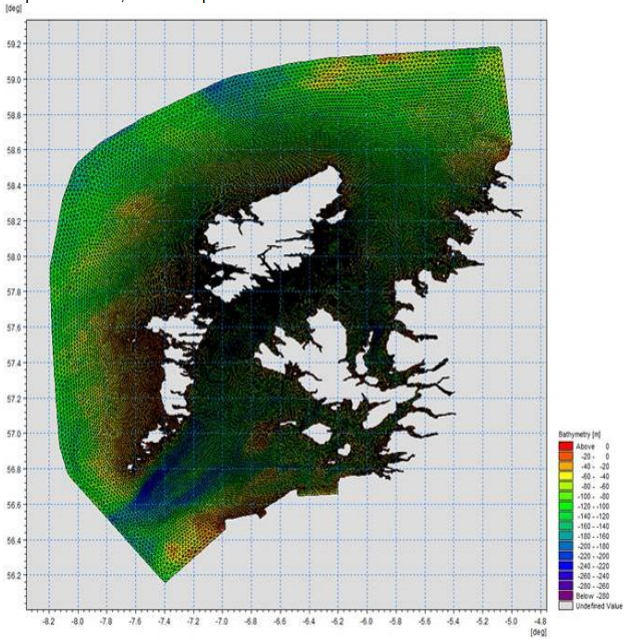 [deg]
59.2
59.0
58.8
58.6
58.4
58.2
58.0
57.8
57.6
57.4
57.2
57.0
56.8
56.6
56.4
56.2
-8.2 -8.0 -7.8 -7.6 -7.4 -7.2 -7.0 -6.8 -6.6 -6.4 -6.2 -6.0 -5.8 -5.6 -5.4 -5.2 -5.0 -4.8
[deg]
Bathymetry [m]
Above 0
-20 - 0
-40 - -20
-60 - -40
-80 - -60
-100 - -80
-120 - -100
-140 - -120
-160 - -140
-180 - -160
-200 - -180
-220 - -200
-240 - -220
-260 - -240
-280 - -260
Below -280
Undefined Value